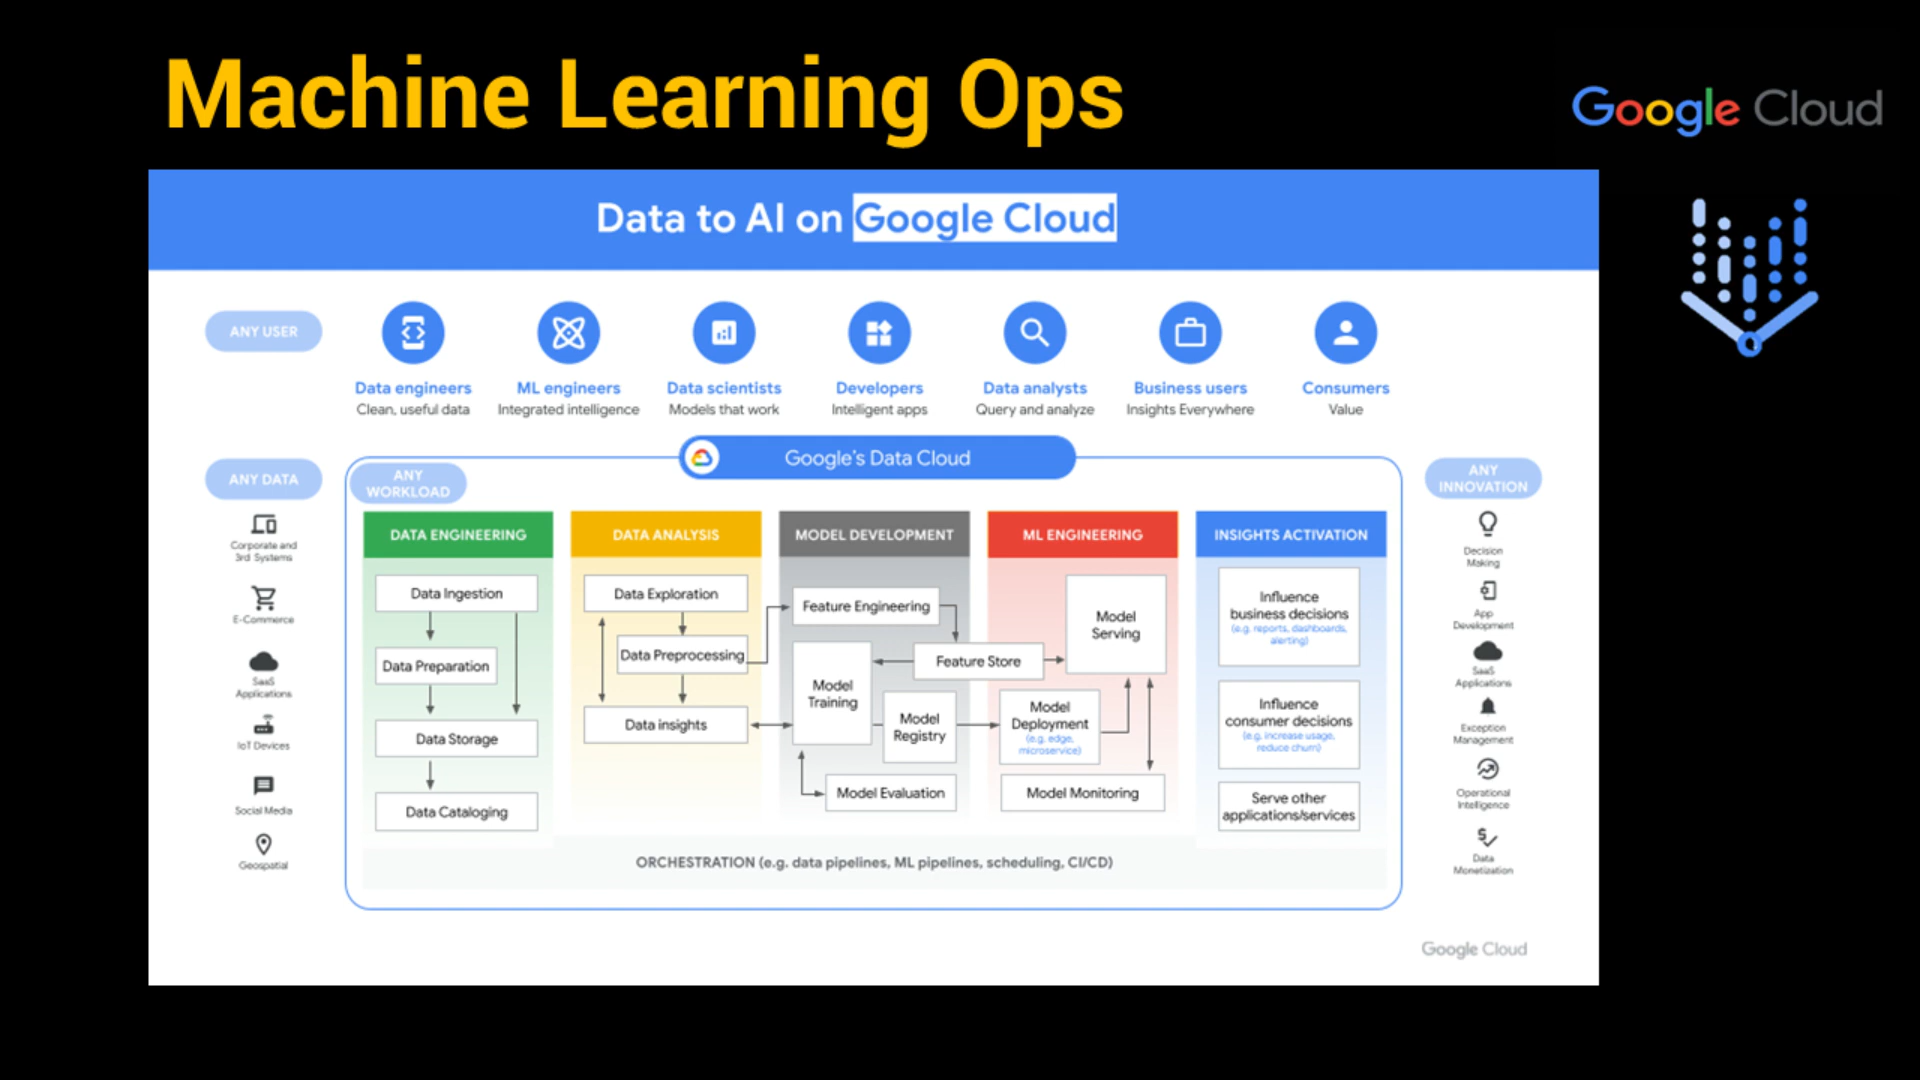 Machine Learning Ops
Google Cloud
Data to AI on Google Cloud
ANY USER
Data engineers
Clean, useful data
ML engineers
Integrated intelligence
Data scientists
Models that work
Developers
Intelligent apps
Data analysts
Query and analyze
Business users
Insights Everywhere
Consumers
Value
Google's Data Cloud
ANY DATA
Corporate and
3rd Systems
E-Commerce
SaaS
Applications
IoT Devices
Social Media
Geospatial
ANY
WORKLOAD
DATA ENGINEERING
Data Ingestion
Data Preparation
Data Storage
Data Cataloging
DATA ANALYSIS
Data Exploration
Data Preprocessing
Data insights
MODEL DEVELOPMENT
Feature Engineering
Feature Store
Model
Training
Model
Registry
Model Evaluation
ML ENGINEERING
Model
Serving
Model
Deployment
(e.g. edge,
microservice)
Model Monitoring
INSIGHTS ACTIVATION
Influence
business decisions
(e.g. reports, dashboards,
alerting)
Influence
consumer decisions
(e.g. increase usage,
reduce churn)
Serve other
applications/services
ORCHESTRATION (e.g. data pipelines, ML pipelines, scheduling, CI/CD)
ANY
INNOVATION
Decision
Making
App
Development
SaaS
Applications
Exception
Management
Operational
Intelligence
Data
Monetization
Google Cloud